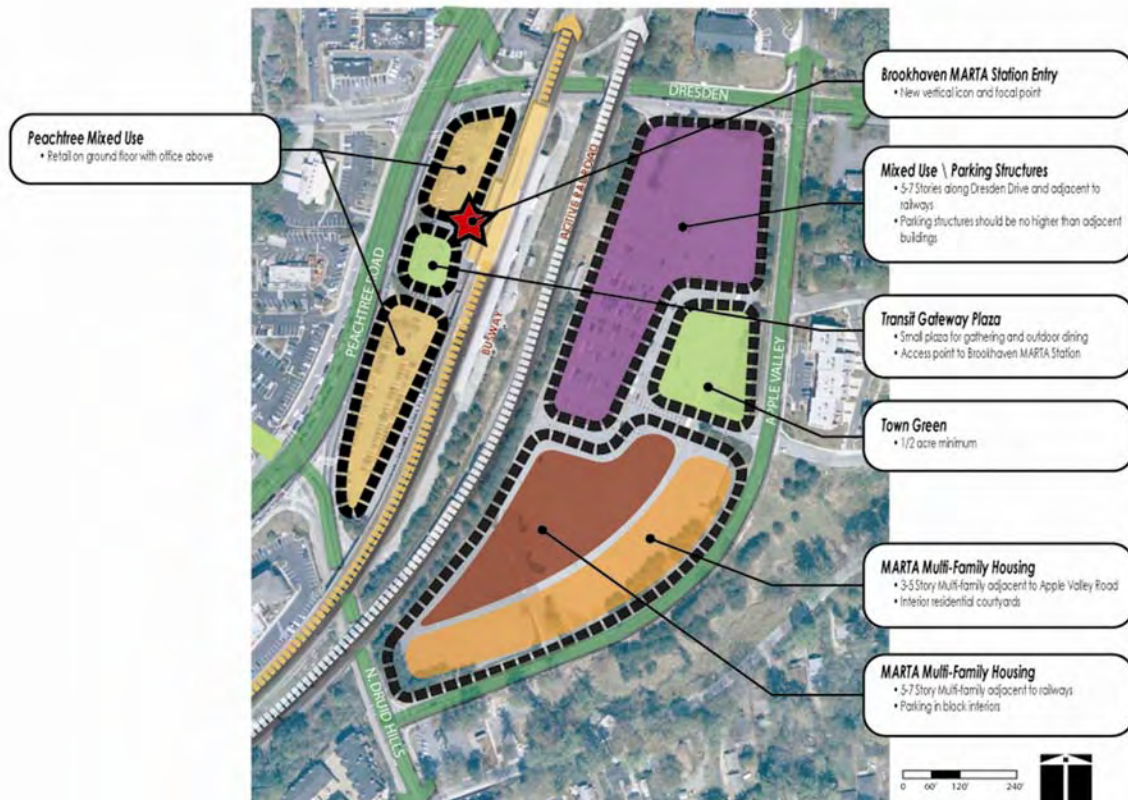 Peachtree Mixed Use
• Retail on ground floor with office above
Brookhaven MARTA Station Entry
• New vertical icon and focal point
Mixed Use \ Parking Structures
• 5-7 Stories along Dresden Drive and adjacent to
railways
• Parking structures should be no higher than adjacent
buildings
Transit Gateway Plaza
• Small plaza for gathering and outdoor dining
• Access point to Brookhaven MARTA Station
Town Green
• 1/2 acre minimum
MARTA Multi-Family Housing
• 3-5 Story Multi-family adjacent to Apple Valley Road
• Interior residential courtyards
MARTA Multi-Family Housing
• 5-7 Story Multi-family adjacent to railways
• Parking in block interiors
DRESDEN
PEACHTREE ROAD
ACTIVE RAILROAD
BUSWAY
APPLE VALLEY
N. DRUID HILLS
0 60' 120' 240'